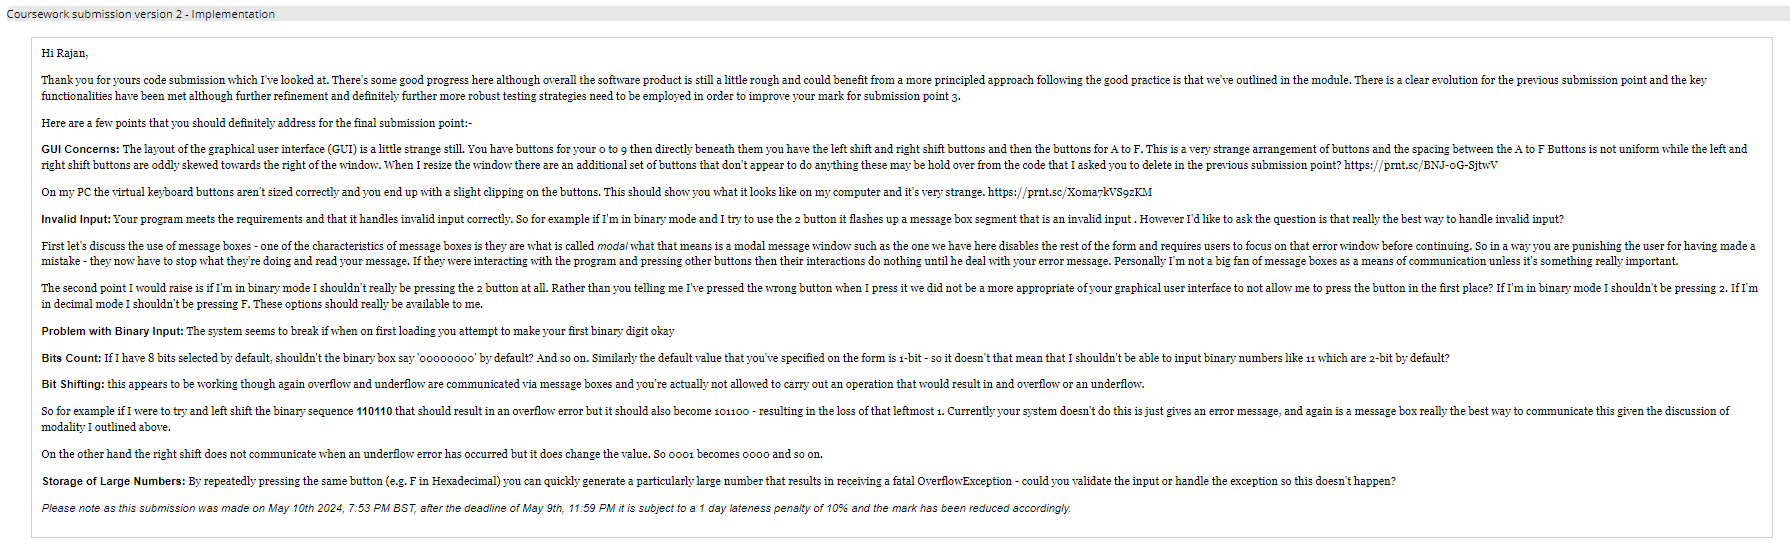 Coursework submission version 2 - Implementation
Hi Rajan,
Thank you for yours code submission which I've looked at. There's some good progress here although overall the software product is still a little rough and could benefit from a more principled approach following the good practice is that we've outlined in the module. There is a clear evolution for the previous submission point and the key
functionalities have been met although further refinement and definitely further more robust testing strategies need to be employed in order to improve your mark for submission point 3.
Here are a few points that you should definitely address for the final submission point:-
GUI Concerns: The layout of the graphical user interface (GUI) is a little strange still. You have buttons for your 0 to 9 then directly beneath them you have the left shift and right shift buttons and then the buttons for A to F. This is a very strange arrangement of buttons and the spacing between the A to F Buttons is not uniform while the left and
right shift buttons are oddly skewed towards the right of the window. When I resize the window there are an additional set of buttons that don't appear to do anything these may be hold over from the code that I asked you to delete in the previous submission point? https://prnt.sc/BNJ-0G-SjtwV
On my PC the virtual keyboard buttons aren't sized correctly and you end up with a slight clipping on the buttons. This should show you what it looks like on my computer and it's very strange. https://prnt.sc/Xoma7kVS9zKM
Invalid Input: Your program meets the requirements and that it handles invalid input correctly. So for example if I'm in binary mode and I try to use the 2 button it flashes up a message box segment that is an invalid input . However I'd like to ask the question is that really the best way to handle invalid input?
First let's discuss the use of message boxes - one of the characteristics of message boxes is they are what is called modal what that means is a modal message window such as the one we have here disables the rest of the form and requires users to focus on that error window before continuing. So in a way you are punishing the user for having made a
mistake - they now have to stop what they're doing and read your message. If they were interacting with the program and pressing other buttons then their interactions do nothing until he deal with your error message. Personally I'm not a big fan of message boxes as a means of communication unless it's something really important.
The second point I would raise is if I'm in binary mode I shouldn't really be pressing the 2 button at all. Rather than you telling me I've pressed the wrong button when I press it we did not be a more appropriate of your graphical user interface to not allow me to press the button in the first place? If I'm in binary mode I shouldn't be pressing 2. If I'm
in decimal mode I shouldn't be pressing F. These options should really be available to me.
Problem with Binary Input: The system seems to break if when on first loading you attempt to make your first binary digit okay
Bits Count: If I have 8 bits selected by default, shouldn't the binary box say '00000000' by default? And so on. Similarly the default value that you've specified on the form is 1-bit - so it doesn't that mean that I shouldn't be able to input binary numbers like 11 which are 2-bit by default?
Bit Shifting: this appears to be working though again overflow and underflow are communicated via message boxes and you're actually not allowed to carry out an operation that would result in and overflow or an underflow.
So for example if I were to try and left shift the binary sequence 110110 that should result in an overflow error but it should also become 101100 - resulting in the loss of that leftmost 1. Currently your system doesn't do this is just gives an error message, and again is a message box really the best way to communicate this given the discussion of
modality I outlined above.
On the other hand the right shift does not communicate when an underflow error has occurred but it does change the value. So 0001 becomes 0000 and so on.
Storage of Large Numbers: By repeatedly pressing the same button (e.g. F in Hexadecimal) you can quickly generate a particularly large number that results in receiving a fatal OverflowException - could you validate the input or handle the exception so this doesn't happen?
Please note as this submission was made on May 10th 2024, 7:53 PM BST, after the deadline of May 9th, 11:59 PM it is subject to a 1 day lateness penalty of 10% and the mark has been reduced accordingly.